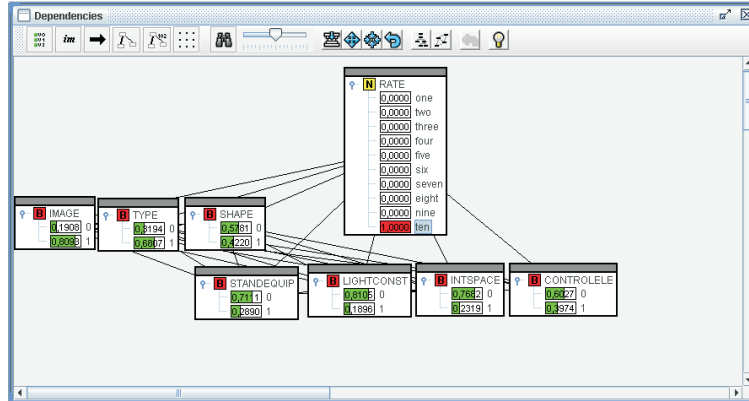 Dependencies
im
N RATE
0,0000 one
0,0000 two
0,0000 three
0,0000 four
0,0000 five
0,0000 six
0,0000 seven
0,0000 eight
0,0000 nine
1,0000 ten
B IMAGE
0,1908 0
0,8093 1
B TYPE
0,3194 0
0,6807 1
B SHAPE
0,5781 0
0,4220 1
B STANDEQUIP
0,7111 0
0,2890 1
B LIGHTCONST
0,8105 0
0,1896 1
B INTSPACE
0,7682 0
0,2319 1
B CONTROLELE
0,6027 0
0,3974 1